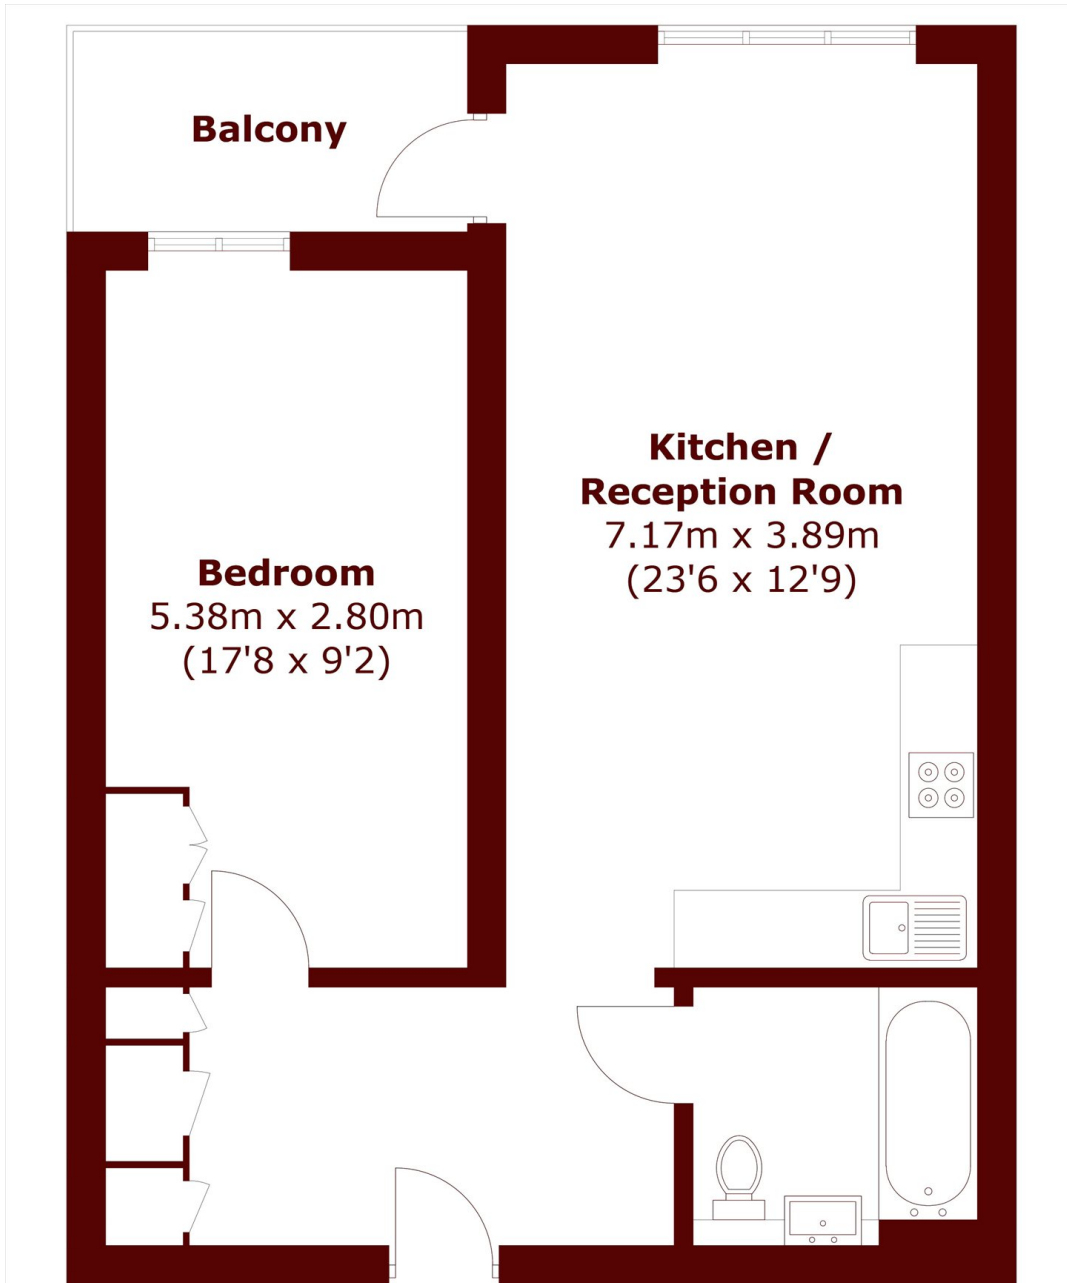 Balcony
Kitchen /
Reception Room
7.17m x 3.89m
(23'6 x 12'9)
Bedroom
5.38m x 2.80m
(17'8 x 9'2)